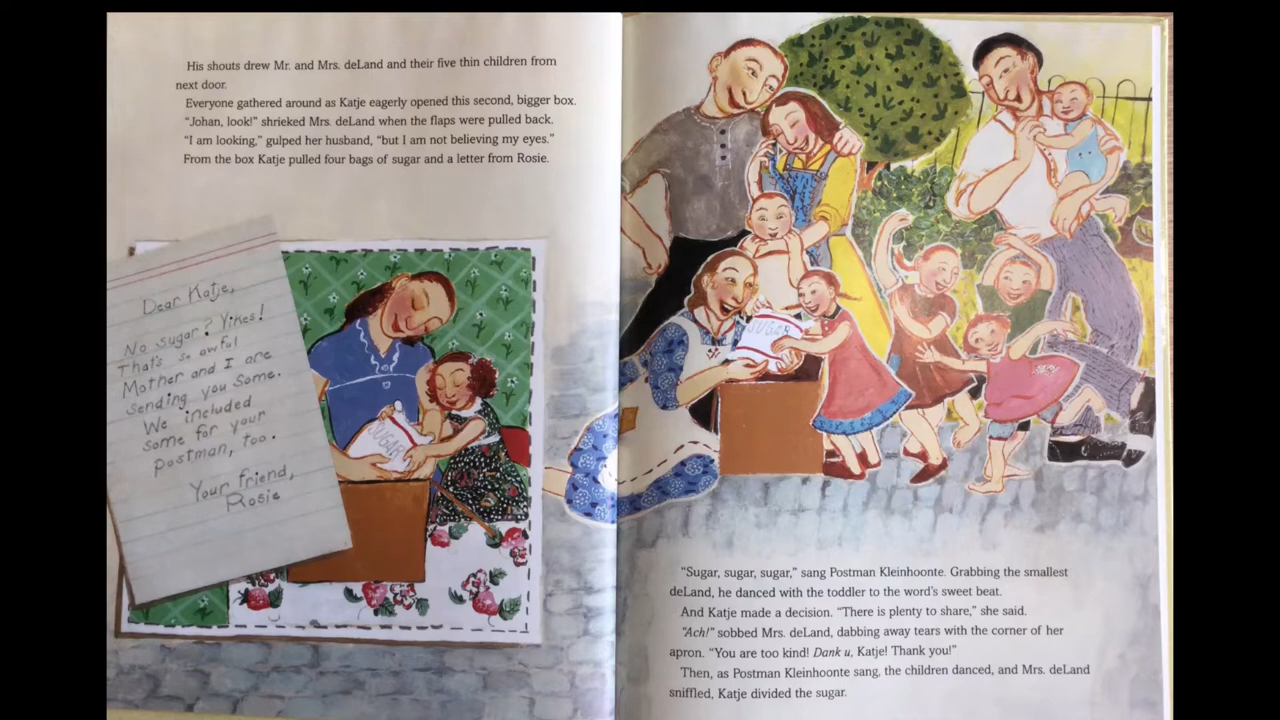 His shouts drew Mr. and Mrs. deLand and their five thin children from
next door.
Everyone gathered around as Katje eagerly opened this second, bigger box.
“Johan, look!” shrieked Mrs. deLand when the flaps were pulled back.
“I am looking,” gulped her husband, “but I am not believing my eyes.”
From the box Katje pulled four bags of sugar and a letter from Rosie.
Dear Katje,
No sugar? Yikes!
That's so awful
Mother and I are
Sending you Some.
We included
some for your
postman, too.
Your friend,
Rosie
SUGAR
SUGAR
“Sugar, sugar, sugar,” sang Postman Kleinhoonte. Grabbing the smallest
deLand, he danced with the toddler to the word's sweet beat.
And Katje made a decision. “There is plenty to share,” she said.
“Ach!” sobbed Mrs. deLand, dabbing away tears with the corner of her
apron. “You are too kind! Dank u, Katje! Thank you!”
Then, as Postman Kleinhoonte sang, the children danced, and Mrs. deLand
sniffled, Katje divided the sugar.